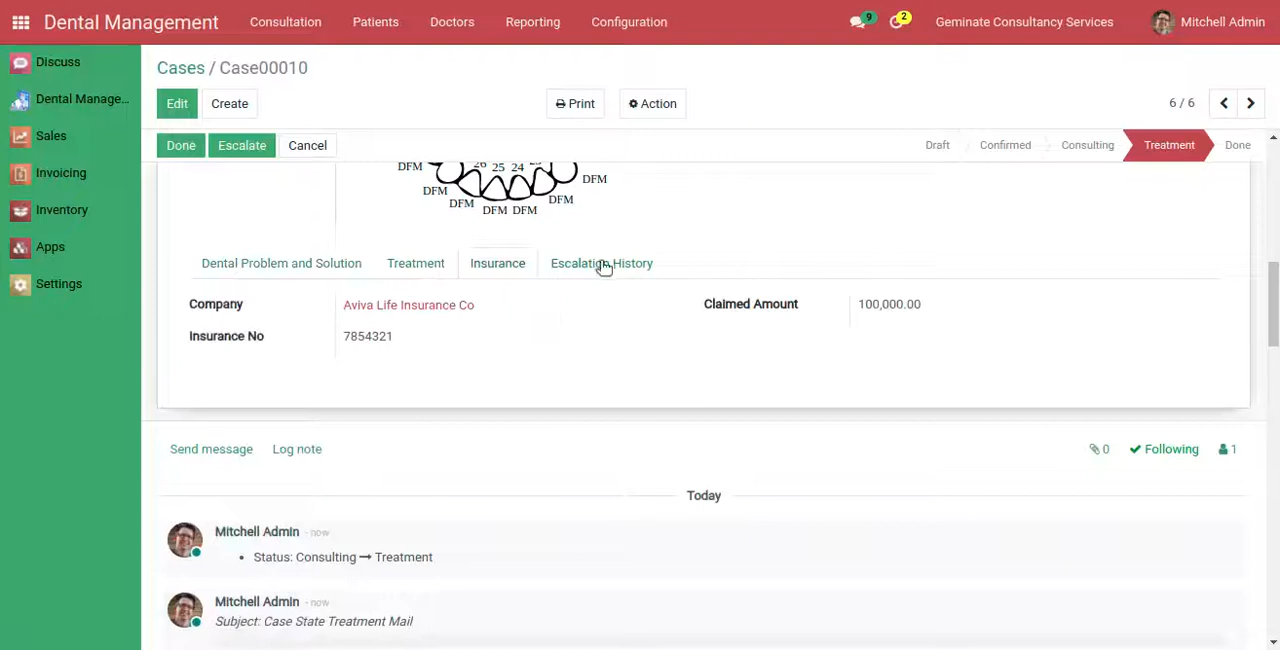 Dental Management Consultation Patients Doctors Reporting Configuration 9 2 Geminate Consultancy Services Mitchell Admin
Discuss
Dental Manage...
Sales
Invoicing
Inventory
Apps
Settings
Cases / Case00010
Edit Create Print Action 6 / 6
Done Escalate Cancel Draft Confirmed Consulting Treatment Done
DFM 26 25 24 DFM
DFM DFM
DFM DFM DFM
Dental Problem and Solution Treatment Insurance Escalation History
Company Aviva Life Insurance Co Claimed Amount 100,000.00
Insurance No 7854321
Send message Log note 0 Following 1
Today
Mitchell Admin - now
• Status: Consulting → Treatment
Mitchell Admin - now
Subject: Case State Treatment Mail